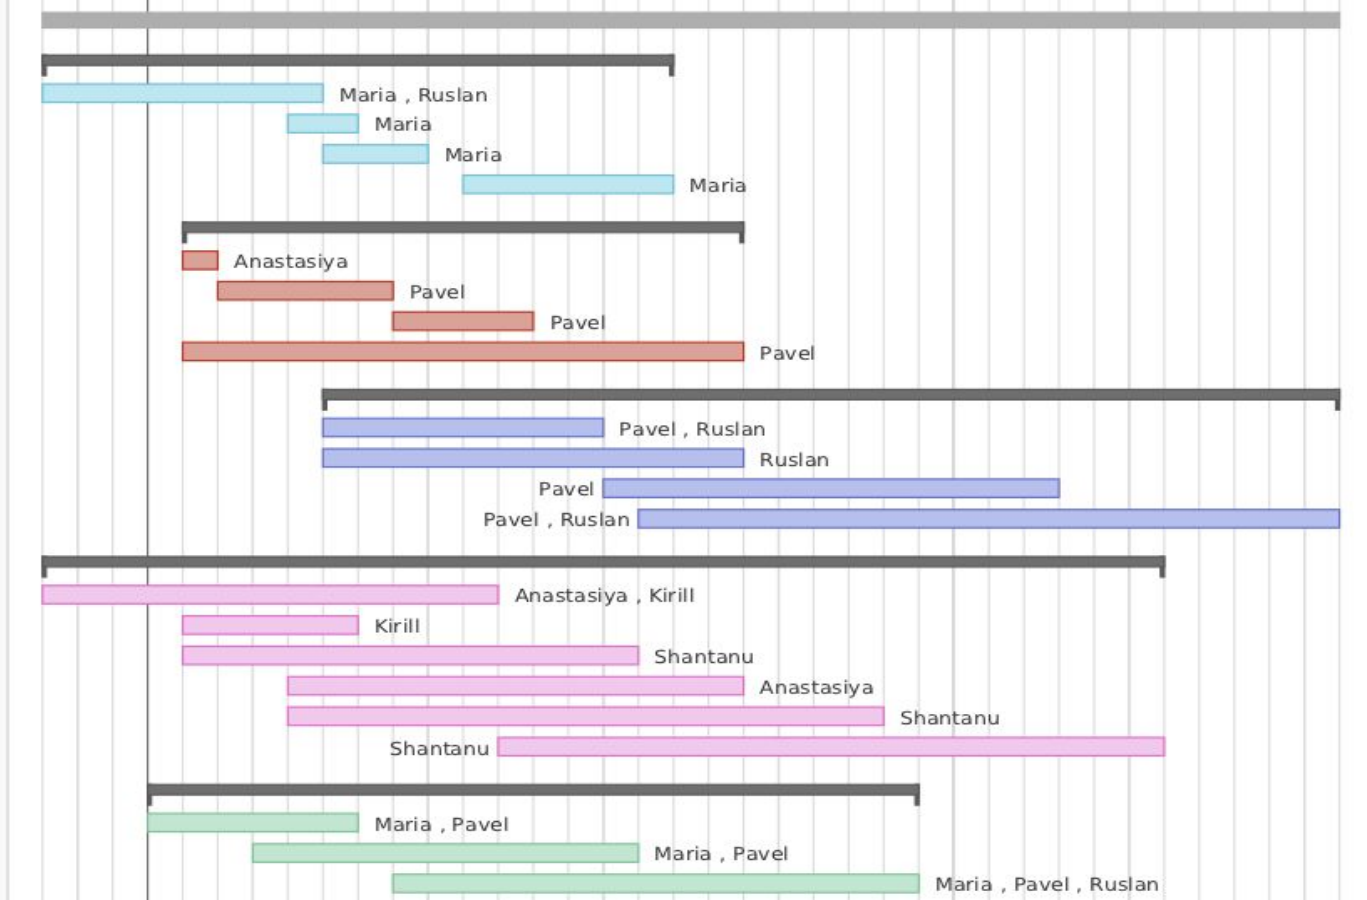 Maria , Ruslan
Maria
Maria
Maria
Anastasiya
Pavel
Pavel
Pavel
Pavel , Ruslan
Ruslan
Pavel
Pavel , Ruslan
Anastasiya , Kirill
Kirill
Shantanu
Anastasiya
Shantanu
Shantanu
Maria , Pavel
Maria , Pavel
Maria , Pavel , Ruslan